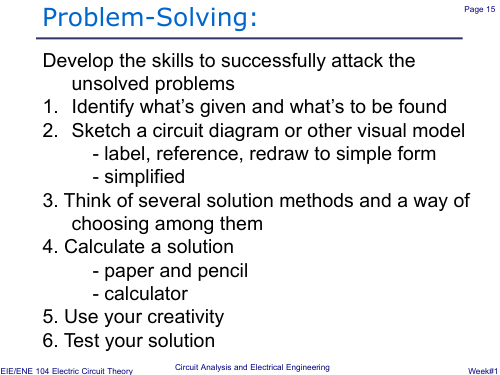 Problem-Solving:
Page 15
Develop the skills to successfully attack the
unsolved problems
1. Identify what’s given and what’s to be found
2. Sketch a circuit diagram or other visual model
- label, reference, redraw to simple form
- simplified
3. Think of several solution methods and a way of
choosing among them
4. Calculate a solution
- paper and pencil
- calculator
5. Use your creativity
6. Test your solution
EIE/ENE 104 Electric Circuit Theory
Circuit Analysis and Electrical Engineering
Week#1